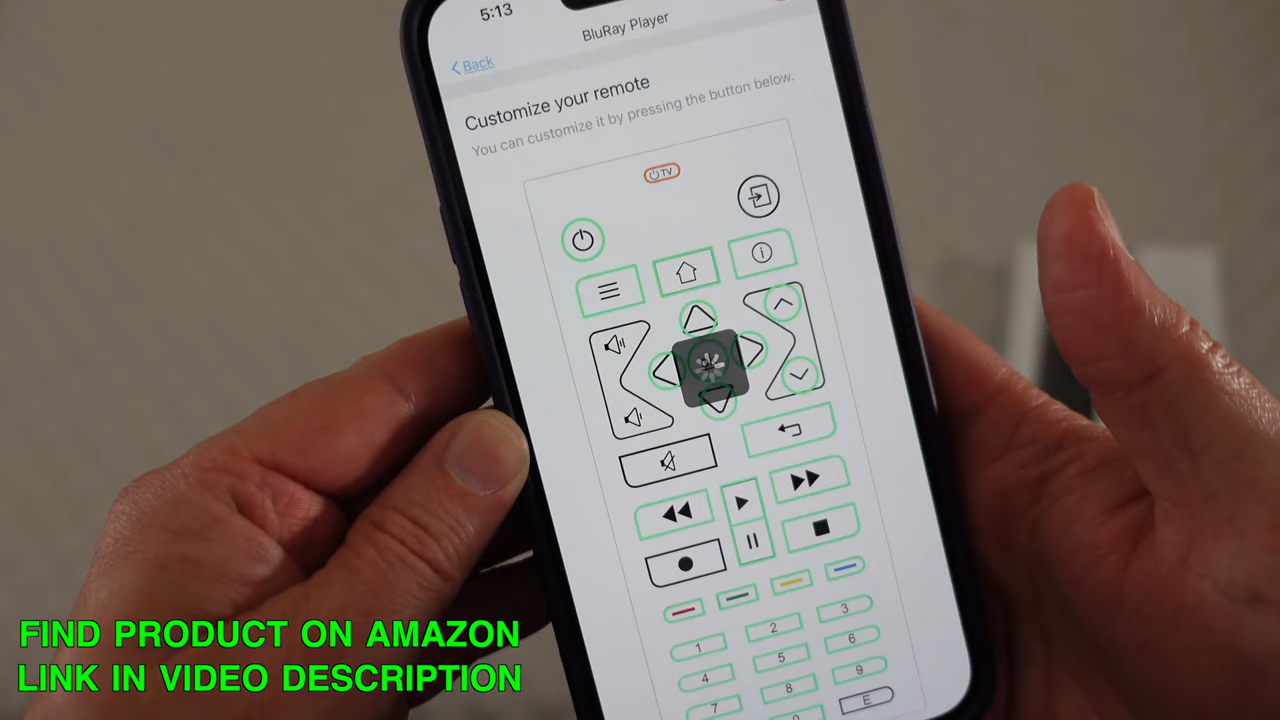 5:13
BluRay Player
Back
Customize your remote
You can customize it by pressing the button below.
TV
1 2 3
4 5 6
7 8 9
0 E
FIND PRODUCT ON AMAZON
LINK IN VIDEO DESCRIPTION